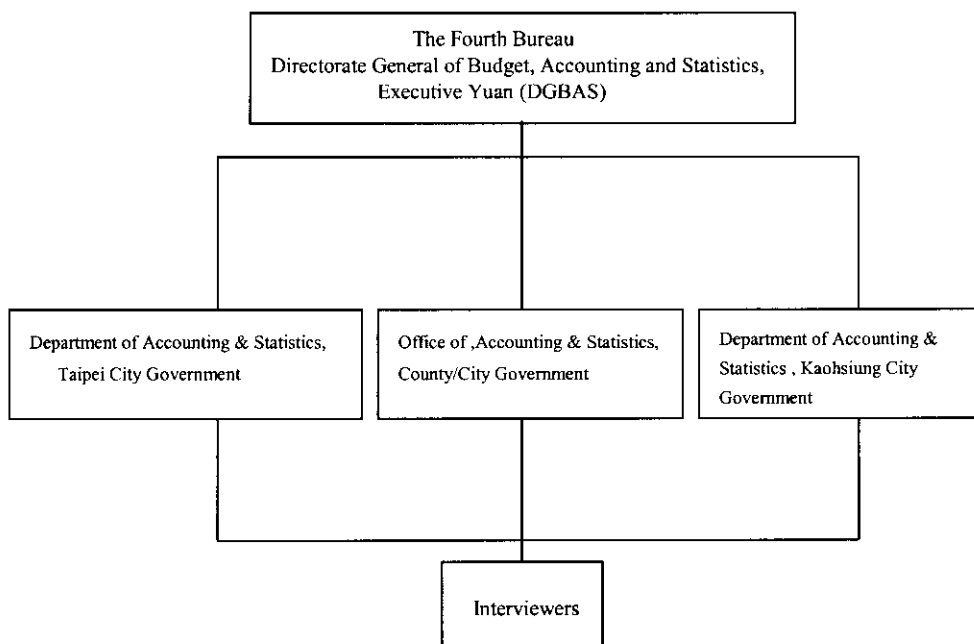 The Fourth Bureau
Directorate General of Budget, Accounting and Statistics,
Executive Yuan (DGBAS)
Department of Accounting & Statistics,
Taipei City Government
Office of ,Accounting & Statistics,
County/City Government
Department of Accounting &
Statistics , Kaohsiung City
Government
Interviewers